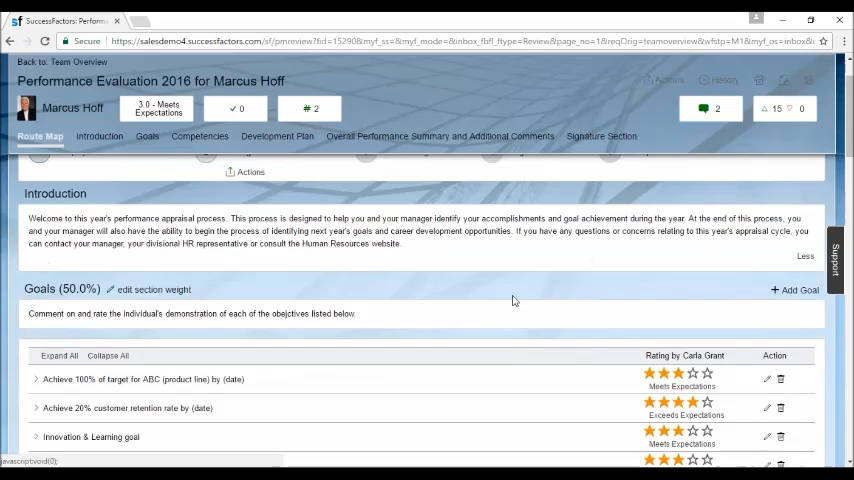 sf SuccessFactors: Perform
Secure https://salesdemo4.successfactors.com/sf/pmreview?fid=15290&myf_ss=&myf_mode=&inbox_fbfl_ftype=Review&page_no=1&reqOrig=teamoverview&wfstp=M1&myf_os=inbox&
Back to: Team Overview
Performance Evaluation 2016 for Marcus Hoff
Actions History
Marcus Hoff
3.0 - Meets
Expectations
0
# 2
2
15 0
Route Map Introduction Goals Competencies Development Plan Overall Performance Summary and Additional Comments Signature Section
Actions
Introduction
Welcome to this year's performance appraisal process. This process is designed to help you and your manager identify your accomplishments and goal achievement during the year. At the end of this process, you
and your manager will also have the ability to begin the process of identifying next year's goals and career development opportunities. If you have any questions or concerns relating to this year's appraisal cycle, you
can contact your manager, your divisional HR representative or consult the Human Resources website.
Less
Support
Goals (50.0%) edit section weight
+ Add Goal
Comment on and rate the individual's demonstration of each of the obejctives listed below.
Expand All Collapse All Rating by Carla Grant Action
Achieve 100% of target for ABC (product line) by (date)
Meets Expectations
Achieve 20% customer retention rate by (date)
Exceeds Expectations
Innovation & Learning goal
Meets Expectations
javascript:void(0);